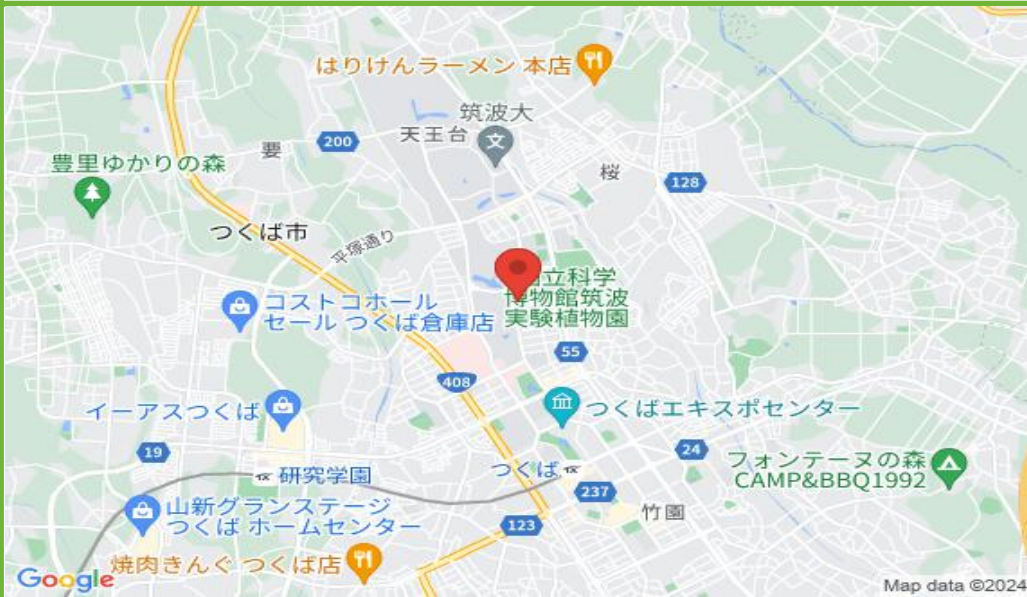 はりけんラーメン 本店
筑波大
天王台
要
200
豊里ゆかりの森
桜
128
つくば市
平塚通り
立科学
博物館筑波
実験植物園
コストコホール
セール つくば倉庫店
55
408
イーアスつくば
つくばエキスポセンター
19
24
研究学園
つくば
フォンテーヌの森
CAMP&BBQ1992
237
山新グランステージ
つくば ホームセンター
竹園
123
焼肉きんぐ つくば店
Google
Map data ©2024